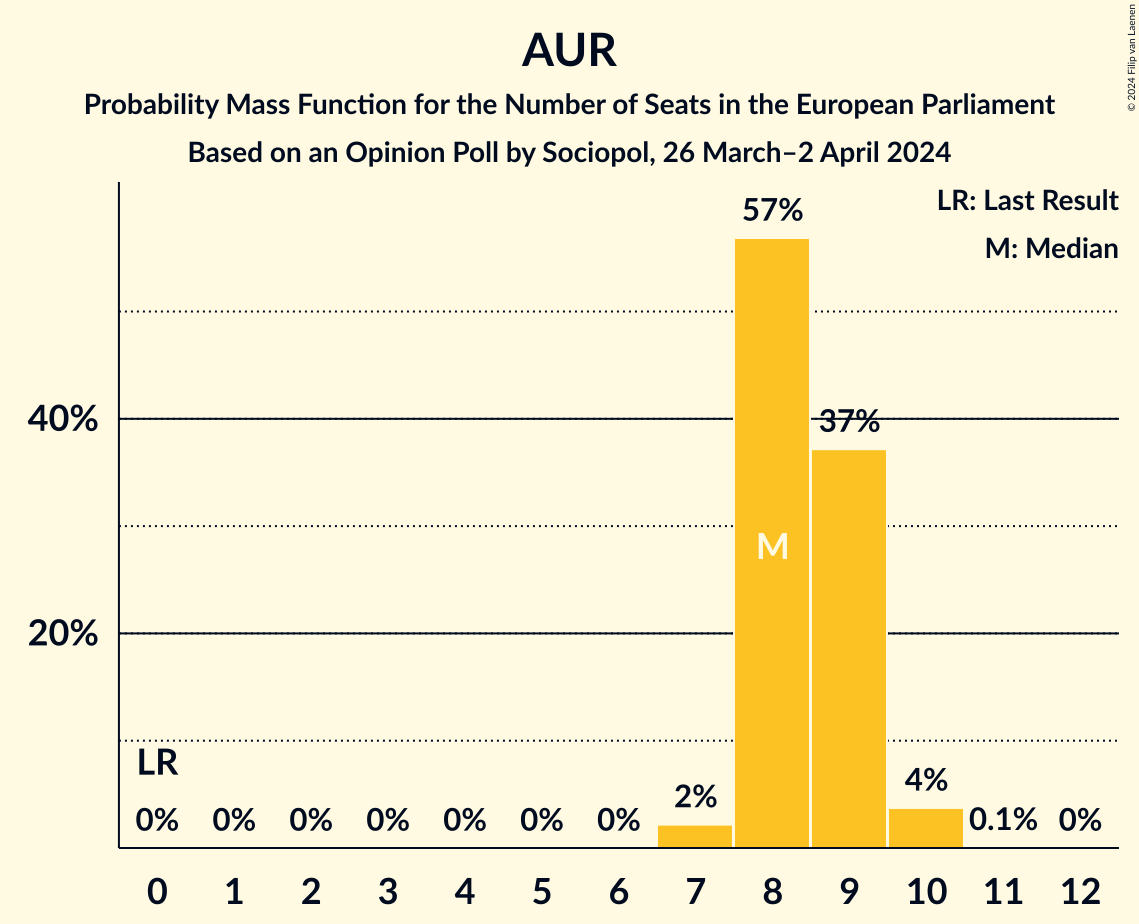 AUR
Probability Mass Function for the Number of Seats in the European Parliament
Based on an Opinion Poll by Sociopol, 26 March–2 April 2024
© 2024 Filip van Laenen
LR: Last Result
M: Median
57%
40%
37%
M
20%
LR
0%
0%
0%
0%
0%
0%
0%
2%
4%
0.1%
0%
0 1 2 3 4 5 6 7 8 9 10 11 12